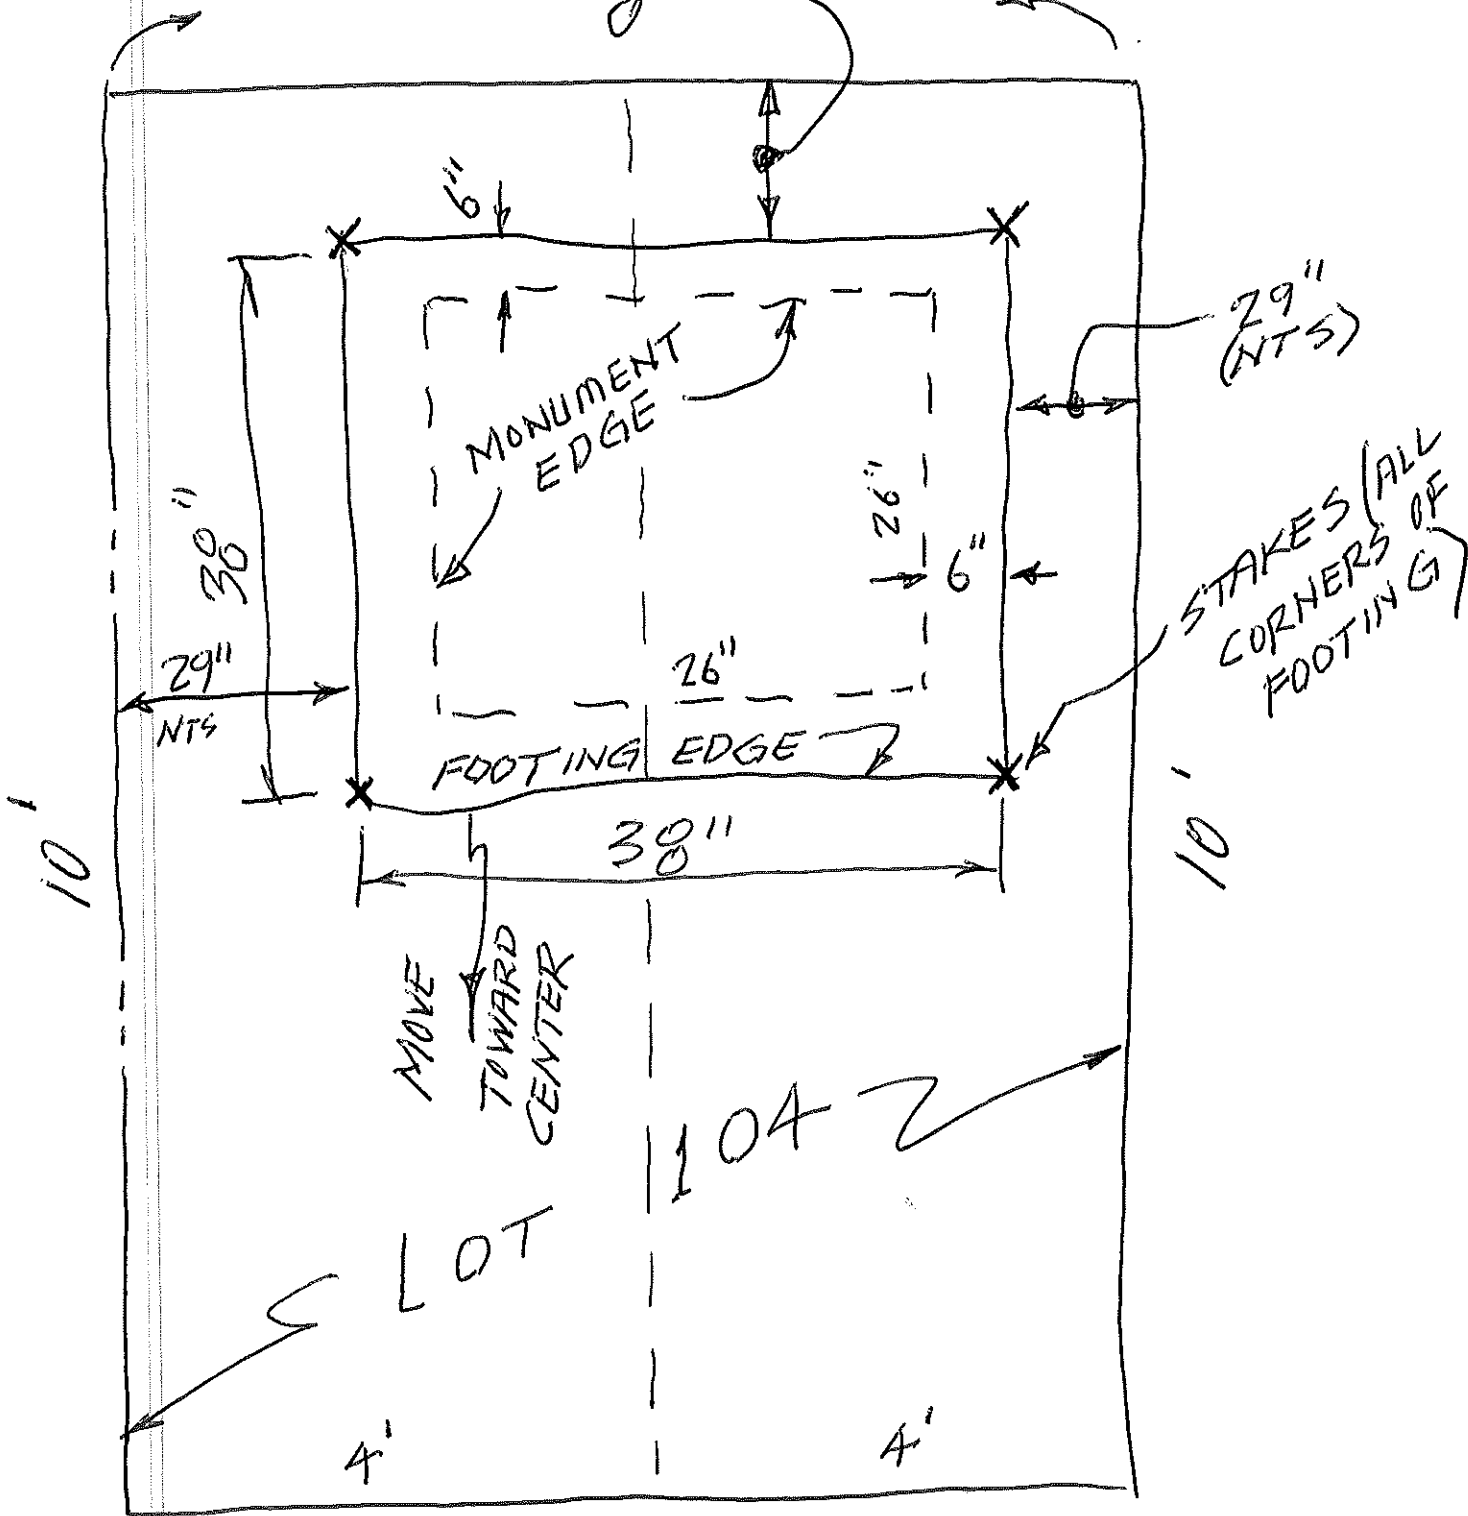 6"
29"
(NTS)
MONUMENT
EDGE
38"
26"
6"
STAKES (ALL
CORNERS OF
FOOTING)
29"
NTS
26"
FOOTING EDGE
10'
38"
10'
MOVE
TOWARD
CENTER
LOT 104
4'
4'